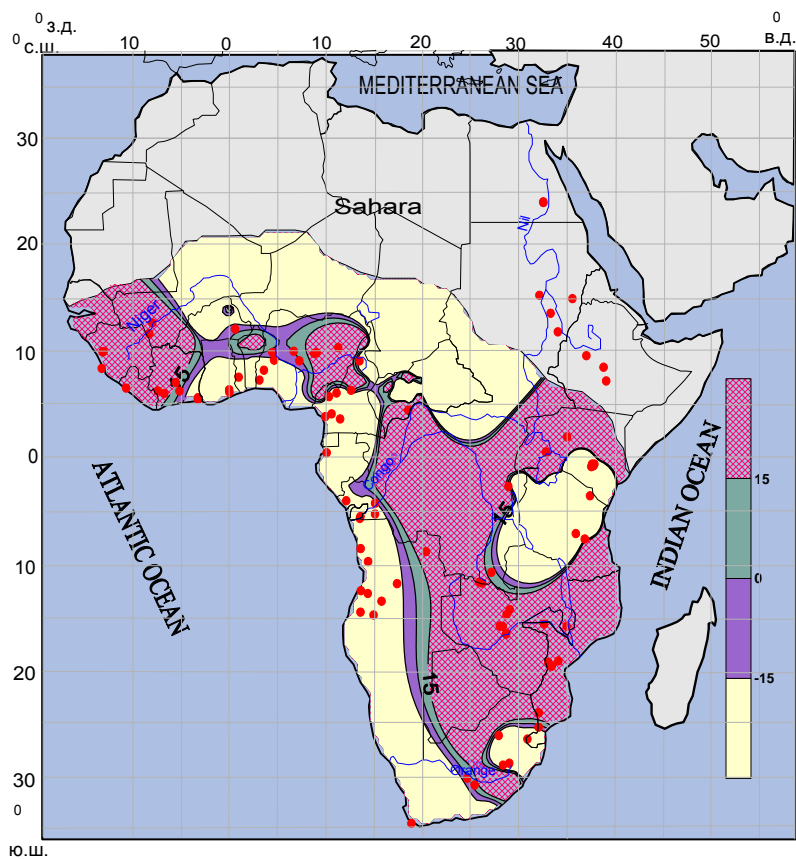 0 з.д.
0
0 с.ш.
10
0
10
20
30
40
50
в.д.
MEDITERRANEAN SEA
30
Sahara
Nil
20
Niger
10
15
0
Congo
15
ATLANTIC OCEAN
INDIAN OCEAN
15
0
-15
10
20
15
30
Orange
0
ю.ш.